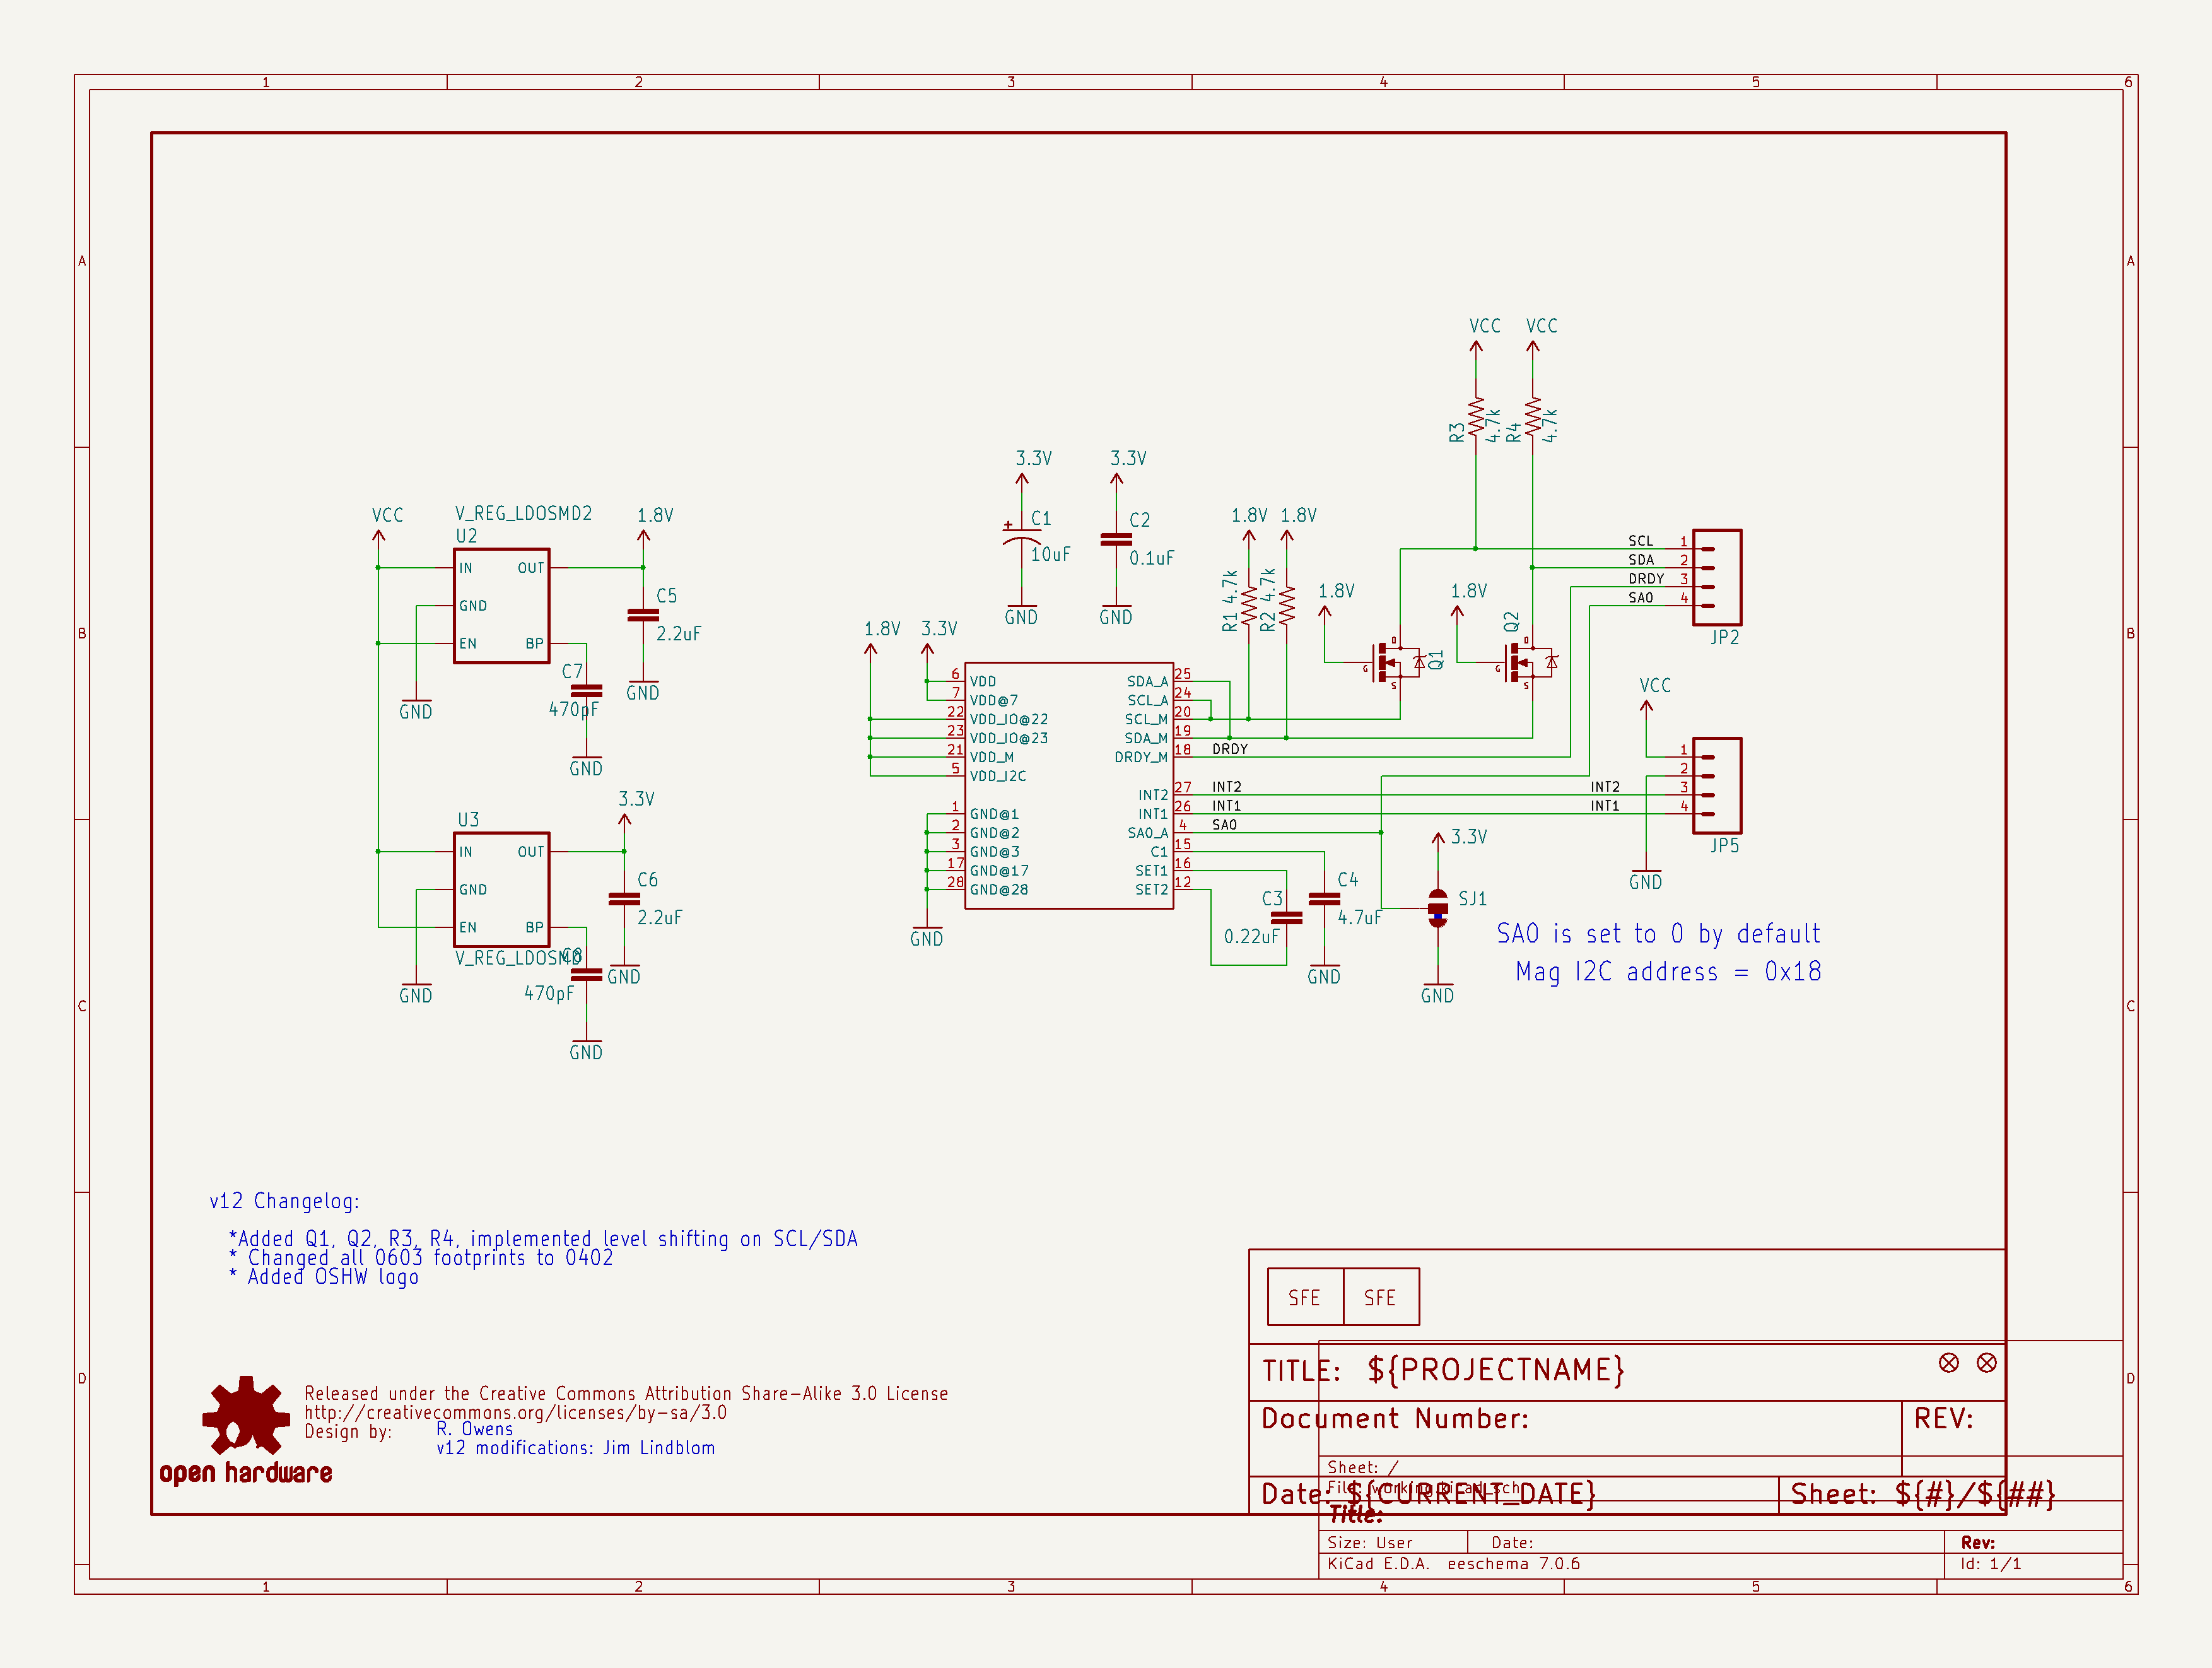 1 2 3 4 5 6
A A
VCC VCC
R3 4.7k R4 4.7k
3.3V 3.3V
C1 10uF
C2 0.1uF
GND GND
VCC
V_REG_LDOSMD2
U2
1.8V
IN OUT
GND
EN BP
C5
2.2uF
C7
470pF
GND GND
GND
1.8V 1.8V
R1 4.7k R2 4.7k
1.8V 1.8V
Q1 Q2
G D S
G D S
SCL 1
SDA 2
DRDY 3
SA0 4
JP2
B B
1.8V 3.3V
6 VDD SDA_A 25
7 VDD@7 SCL_A 24
22 VDD_IO@22 SCL_M 20
23 VDD_IO@23 SDA_M 19
21 VDD_M DRDY_M 18 DRDY
5 VDD_I2C
INT2 27 INT2 INT2
1 GND@1 INT1 26 INT1 INT1
2 GND@2 SA0_A 4 SA0
3 GND@3 C1 15
17 GND@17 SET1 16
28 GND@28 SET2 12
GND
VCC
1
2
3
4
JP5
GND
3.3V
U3
IN OUT
GND
EN BP
V_REG_LDOSMD
C6
2.2uF
C8
470pF
GND GND
GND
C3
0.22uF
C4
4.7uF
GND
3.3V
SJ1
GND
SA0 is set to 0 by default
Mag I2C address = 0x18
C C
v12 Changelog:
*Added Q1, Q2, R3, R4, implemented level shifting on SCL/SDA
* Changed all 0603 footprints to 0402
* Added OSHW logo
SFE SFE
TITLE: ${PROJECTNAME}
D D
Released under the Creative Commons Attribution Share-Alike 3.0 License
http://creativecommons.org/licenses/by-sa/3.0
Design by: R. Owens
v12 modifications: Jim Lindblom
open hardware
Document Number: REV:
Sheet: /
File: working.kicad_sch
Date: ${CURRENT_DATE} Sheet: ${#}/${##}
Title:
Size: User Date: Rev:
KiCad E.D.A. eeschema 7.0.6 Id: 1/1
1 2 3 4 5 6